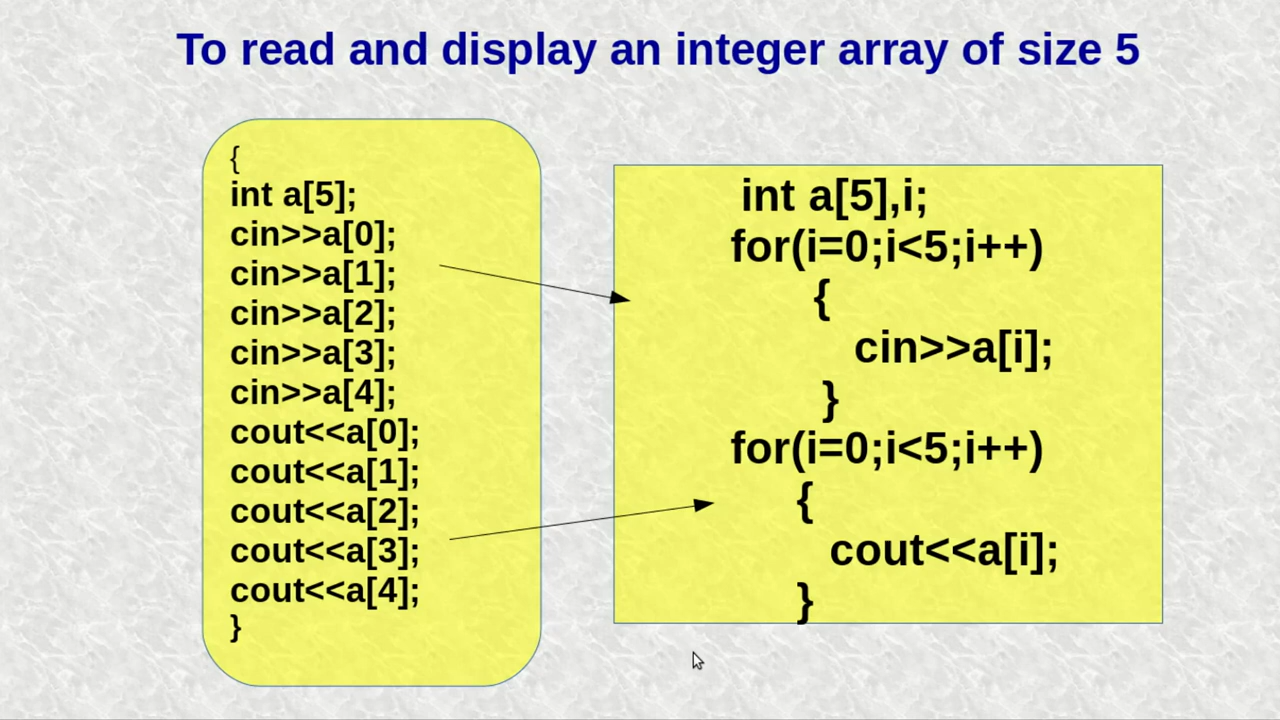 To read and display an integer array of size 5
{
int a[5];
cin>>a[0];
cin>>a[1];
cin>>a[2];
cin>>a[3];
cin>>a[4];
cout<<a[0];
cout<<a[1];
cout<<a[2];
cout<<a[3];
cout<<a[4];
}
int a[5],i;
for(i=0;i<5;i++)
{
cin>>a[i];
}
for(i=0;i<5;i++)
{
cout<<a[i];
}